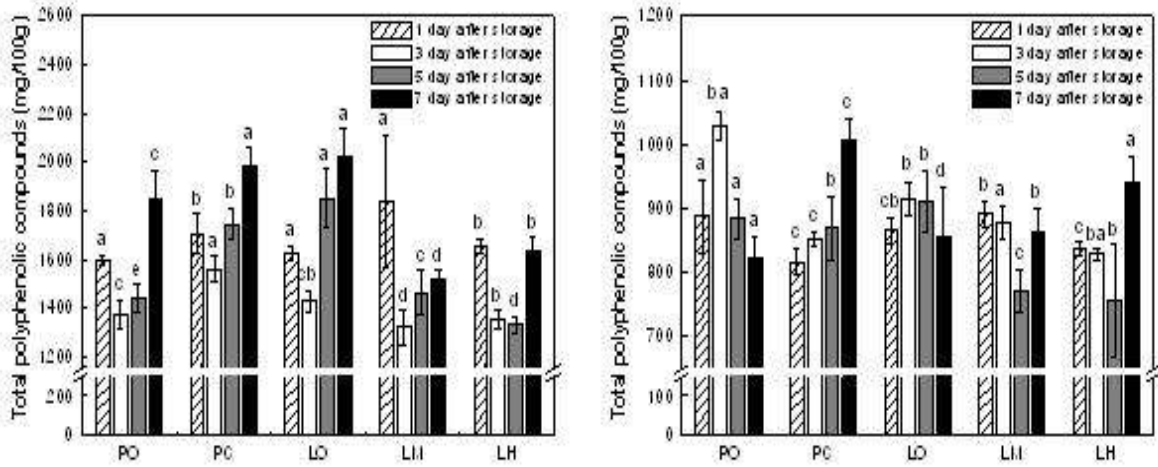 Total polyphenolic compounds (mg/100g)
2600
2400
2200
2000
1800
1600
1400
1200
200
0
1 day after storage
3 day after storage
5 day after storage
7 day after storage
a c e c
b a b a
a cb a a
a d c d
b b d b
PO PC LO LM LH
Total polyphenolic compounds (mg/100g)
1200
1100
1000
900
800
700
200
100
0
1 day after storage
3 day after storage
5 day after storage
7 day after storage
a ba a a
b c b c
cb b b d
b a c b
b ba b a
PO PC LO LM LH